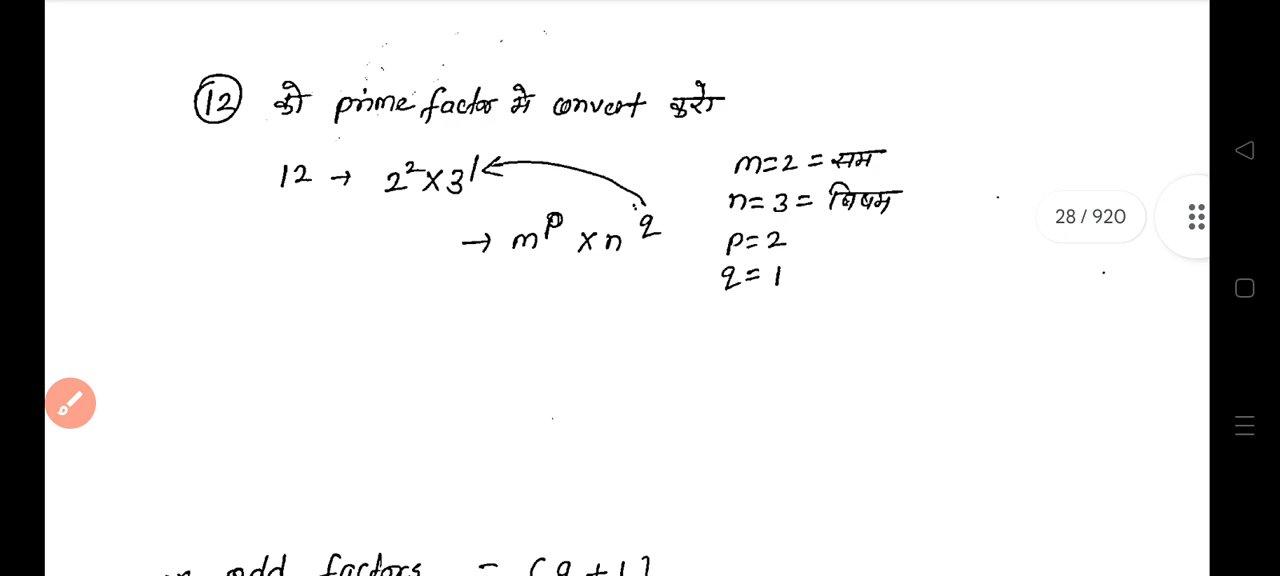 (12) को prime factor मे convert करो
12 → 2² × 3¹
→ m^p × n^q
m = 2 = सम
n = 3 = विषम
p = 2
q = 1
28 / 920
odd factors = (q + 1)